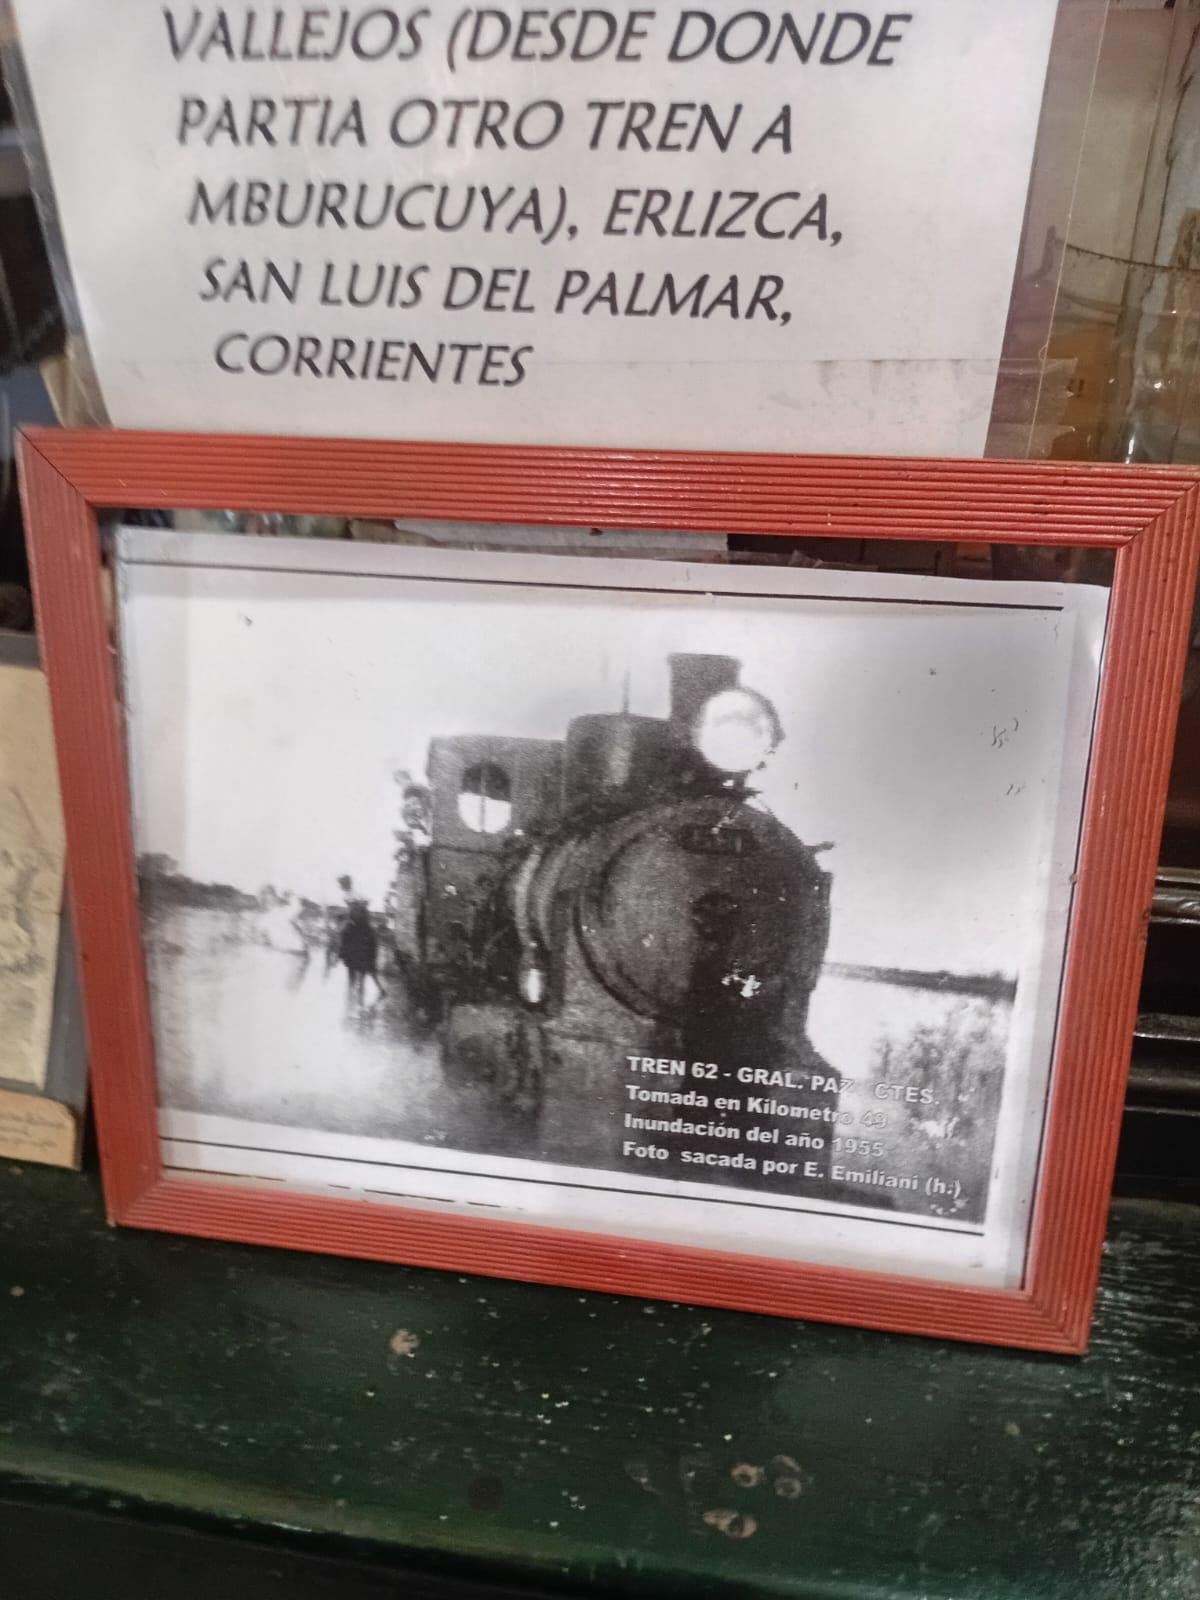 VALLEJOS (DESDE DONDE
PARTIA OTRO TREN A
MBURUCUYA), ERLIZCA,
SAN LUIS DEL PALMAR,
CORRIENTES
TREN 62 - GRAL. PAZ CTES.
Tomada en Kilometro 49
Inundación del año 1955
Foto sacada por E. Emiliani (h.)